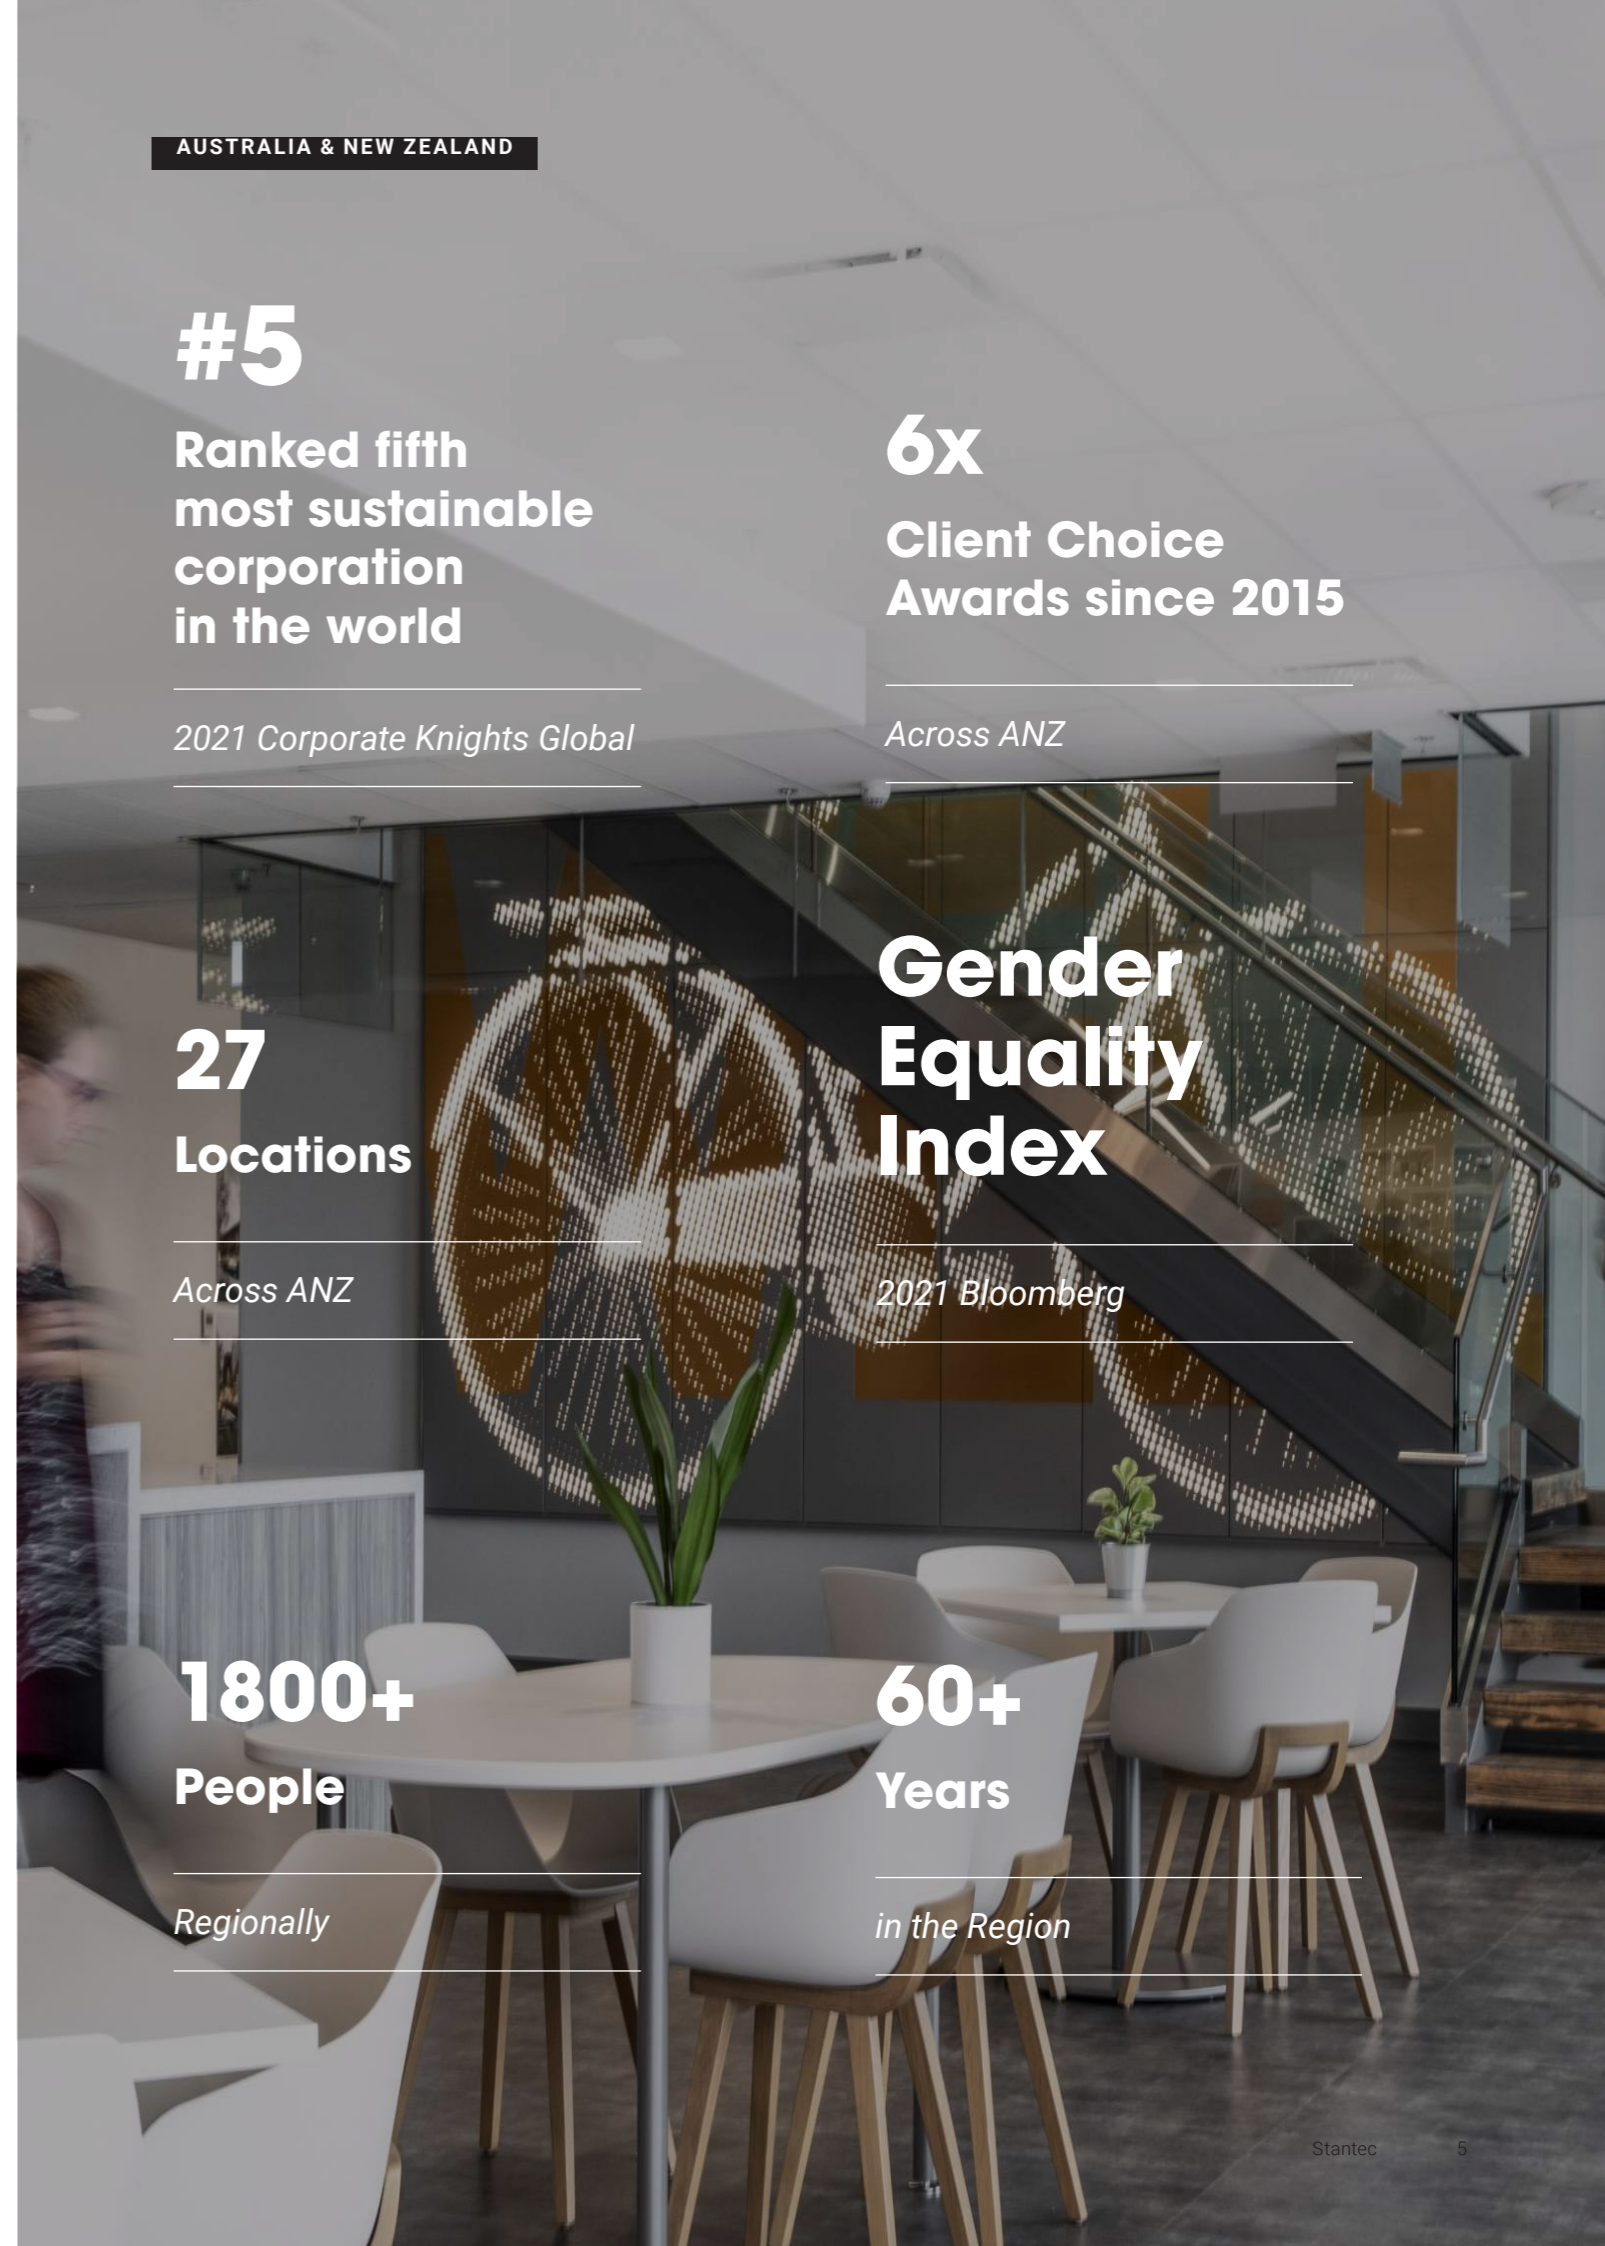 AUSTRALIA & NEW ZEALAND
#5
Ranked fifth
most sustainable
corporation
in the world
2021 Corporate Knights Global
6x
Client Choice
Awards since 2015
Across ANZ
27
Locations
Across ANZ
Gender
Equality
Index
2021 Bloomberg
1800+
People
Regionally
60+
Years
in the Region
Stantec 5